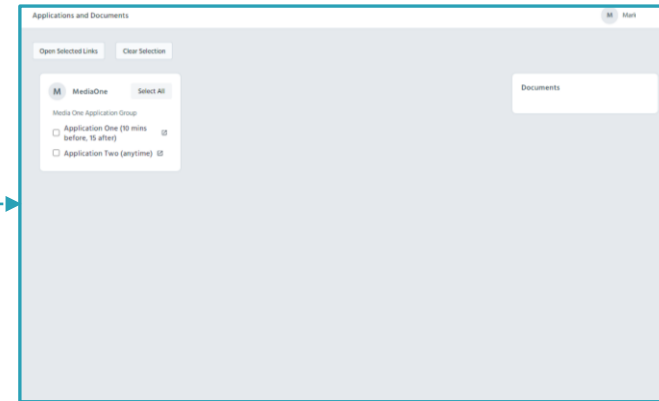 Applications and Documents
M Mark
Open Selected Links Clear Selection
M MediaOne Select All
Media One Application Group
Application One (10 mins
before, 15 after)
Application Two (anytime)
Documents